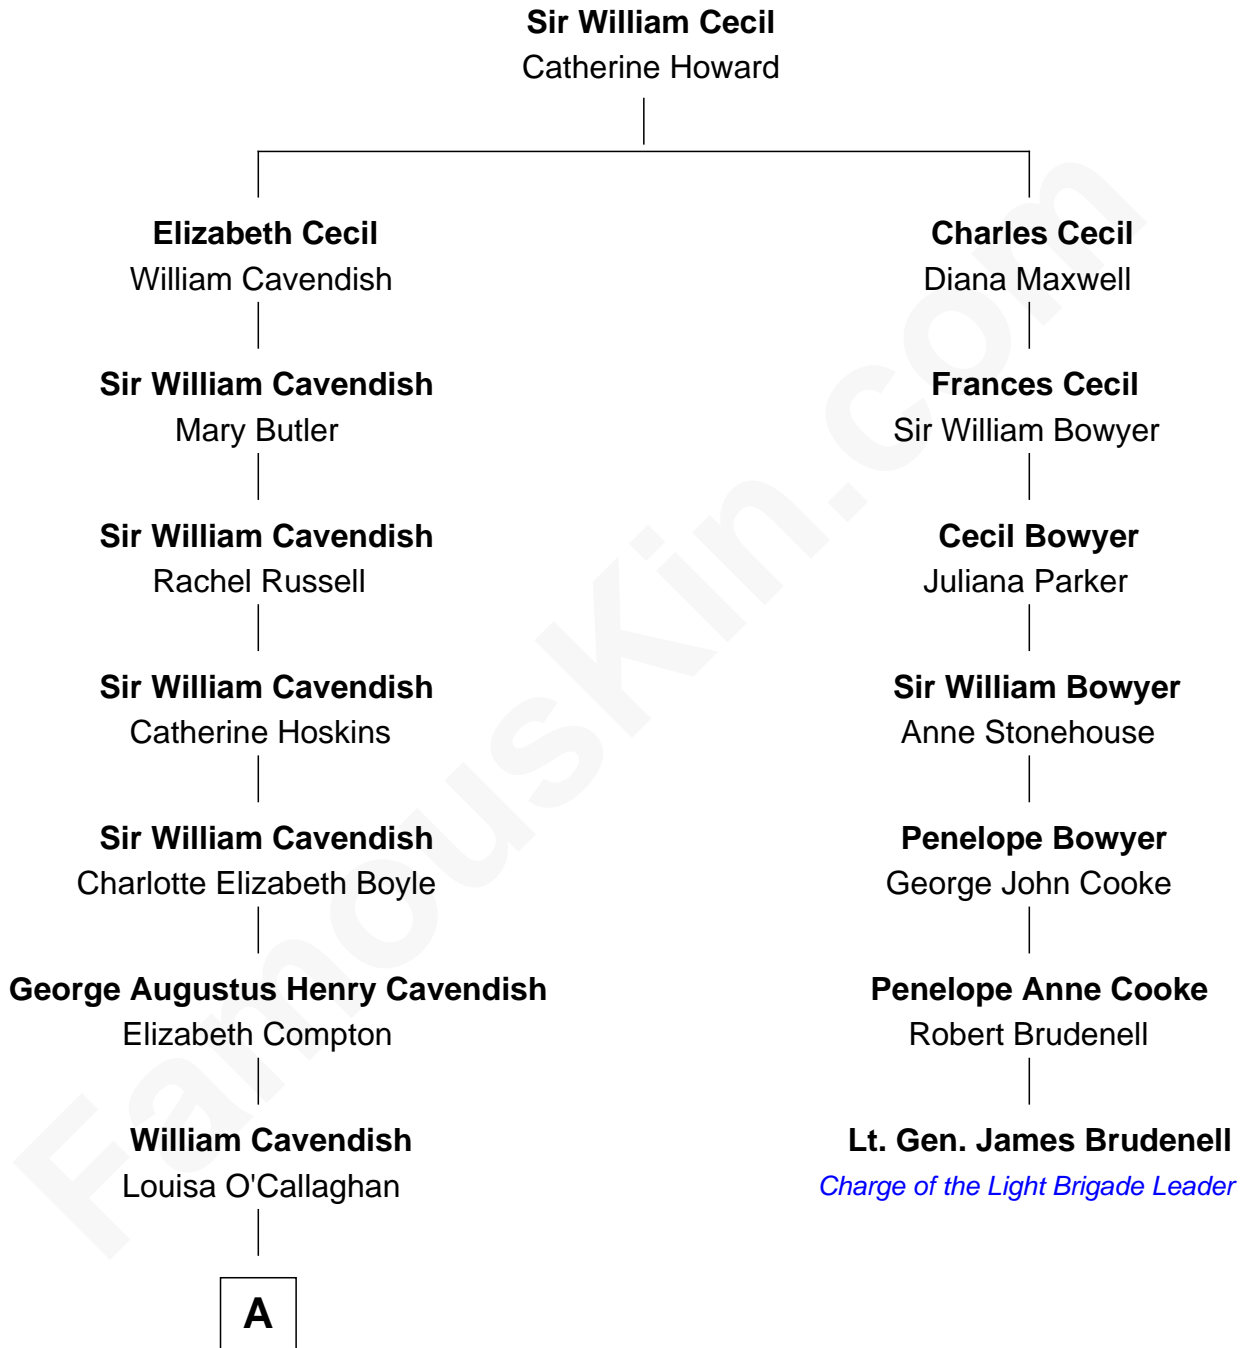 Sir William Cecil
Catherine Howard
Elizabeth Cecil
William Cavendish
Charles Cecil
Diana Maxwell
Sir William Cavendish
Mary Butler
Frances Cecil
Sir William Bowyer
Sir William Cavendish
Rachel Russell
Cecil Bowyer
Juliana Parker
Sir William Cavendish
Catherine Hoskins
Sir William Bowyer
Anne Stonehouse
Sir William Cavendish
Charlotte Elizabeth Boyle
Penelope Bowyer
George John Cooke
George Augustus Henry Cavendish
Elizabeth Compton
Penelope Anne Cooke
Robert Brudenell
William Cavendish
Louisa O'Callaghan
Lt. Gen. James Brudenell
Charge of the Light Brigade Leader
A
FamousKin.com